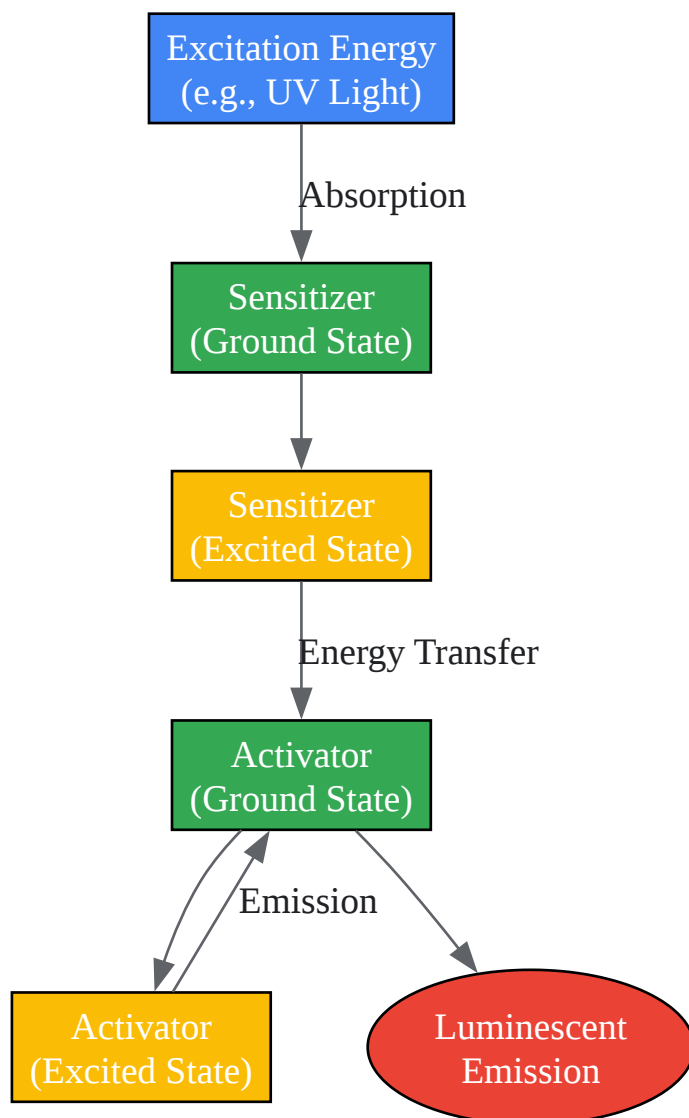 Excitation Energy
(e.g., UV Light)
Absorption
Sensitizer
(Ground State)
Sensitizer
(Excited State)
Energy Transfer
Activator
(Ground State)
Emission
Activator
(Excited State)
Luminescent
Emission